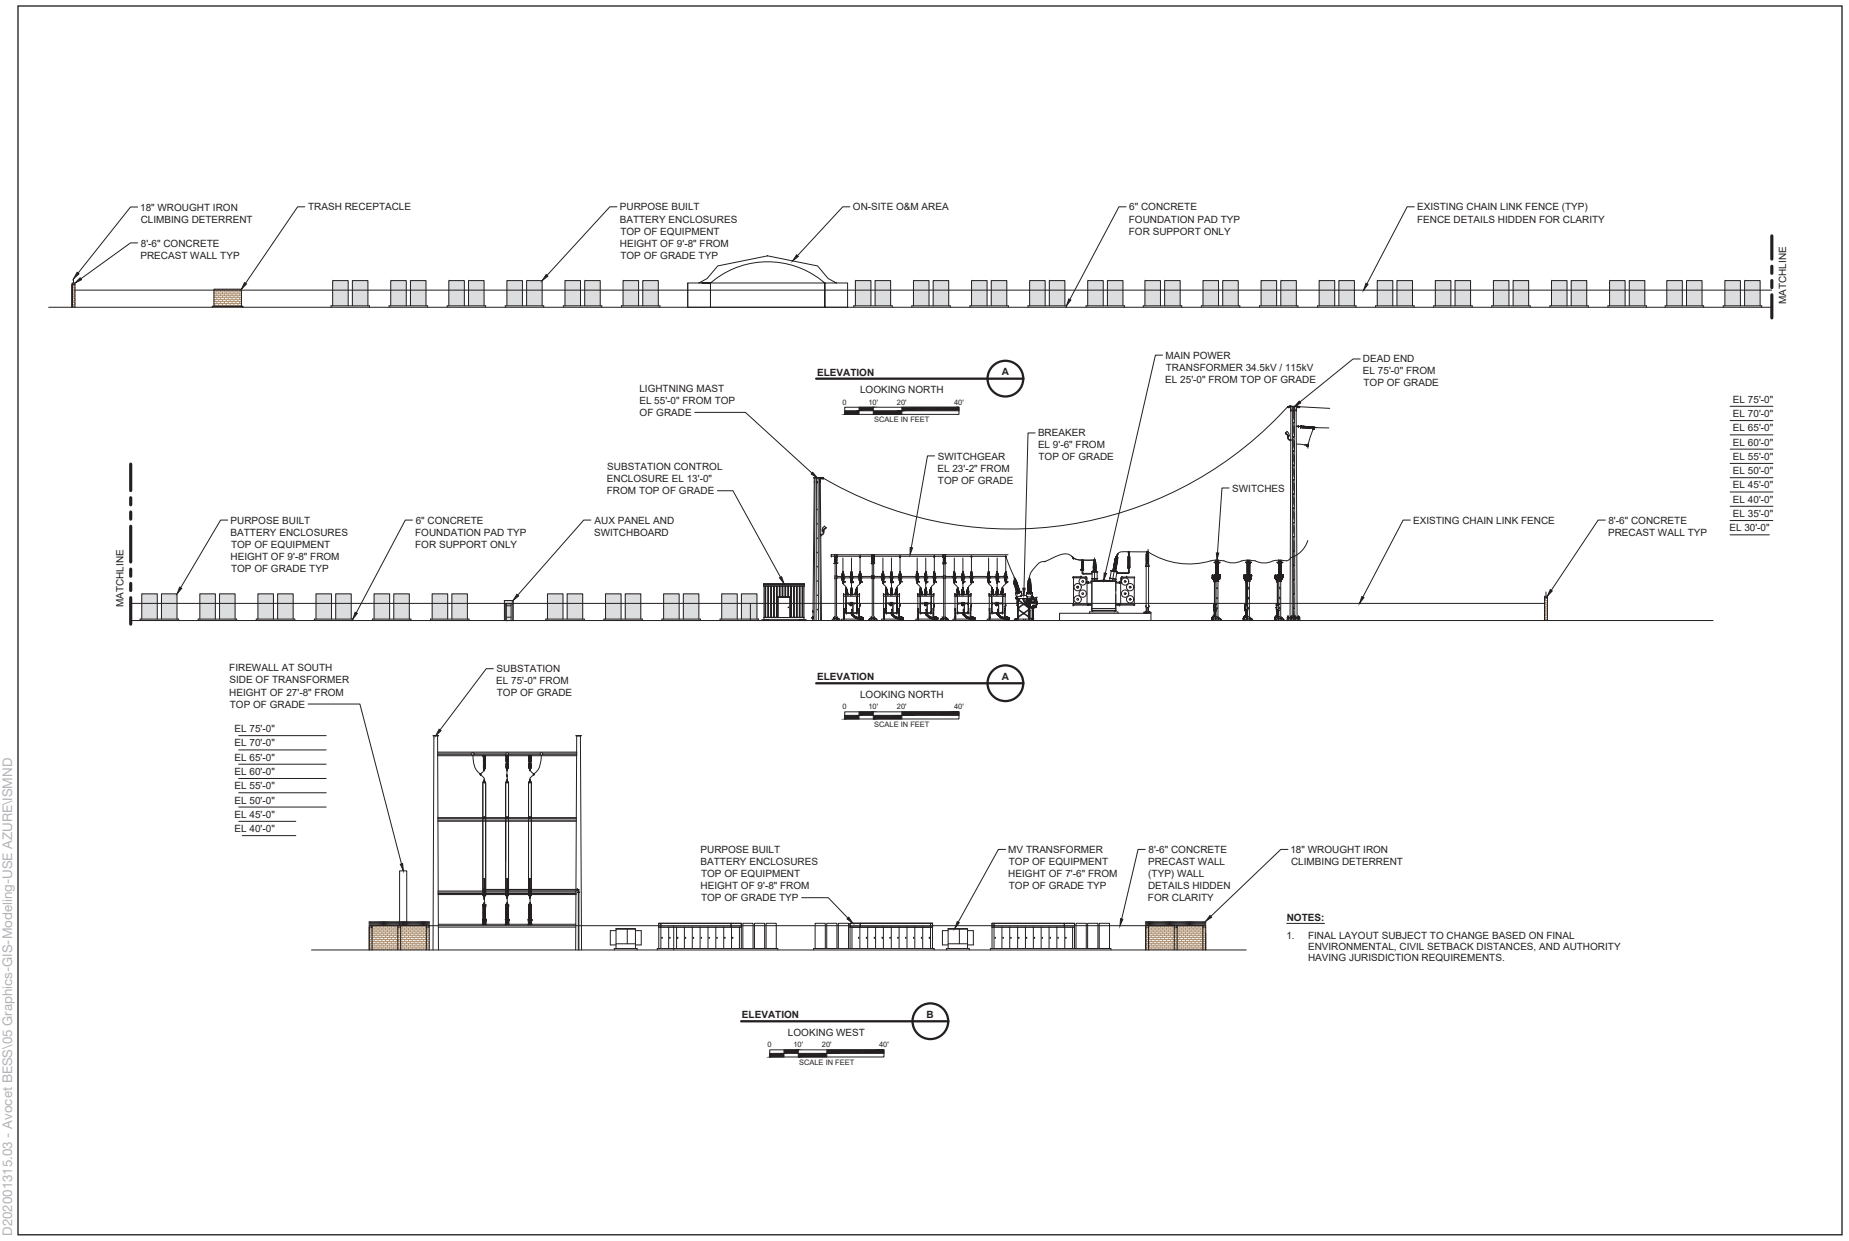 18" WROUGHT IRON
CLIMBING DETERRENT
8'-6" CONCRETE
PRECAST WALL TYP
TRASH RECEPTACLE
PURPOSE BUILT
BATTERY ENCLOSURES
TOP OF EQUIPMENT
HEIGHT OF 9'-8" FROM
TOP OF GRADE TYP
ON-SITE O&M AREA
6" CONCRETE
FOUNDATION PAD TYP
FOR SUPPORT ONLY
EXISTING CHAIN LINK FENCE (TYP)
FENCE DETAILS HIDDEN FOR CLARITY
MATCHLINE
ELEVATION
A
LOOKING NORTH
0 10' 20' 40'
SCALE IN FEET
LIGHTNING MAST
EL 55'-0" FROM TOP
OF GRADE
MAIN POWER
TRANSFORMER 34.5kV / 115kV
EL 25'-0" FROM TOP OF GRADE
DEAD END
EL 75'-0" FROM
TOP OF GRADE
BREAKER
EL 9'-6" FROM
TOP OF GRADE
SWITCHGEAR
EL 23'-2" FROM
TOP OF GRADE
SUBSTATION CONTROL
ENCLOSURE EL 13'-0"
FROM TOP OF GRADE
SWITCHES
EL 75'-0"
EL 70'-0"
EL 65'-0"
EL 60'-0"
EL 55'-0"
EL 50'-0"
EL 45'-0"
EL 40'-0"
EL 35'-0"
EL 30'-0"
MATCHLINE
PURPOSE BUILT
BATTERY ENCLOSURES
TOP OF EQUIPMENT
HEIGHT OF 9'-8" FROM
TOP OF GRADE TYP
6" CONCRETE
FOUNDATION PAD TYP
FOR SUPPORT ONLY
AUX PANEL AND
SWITCHBOARD
EXISTING CHAIN LINK FENCE
8'-6" CONCRETE
PRECAST WALL TYP
ELEVATION
A
LOOKING NORTH
0 10' 20' 40'
SCALE IN FEET
FIREWALL AT SOUTH
SIDE OF TRANSFORMER
HEIGHT OF 27'-8" FROM
TOP OF GRADE
SUBSTATION
EL 75'-0" FROM
TOP OF GRADE
EL 75'-0"
EL 70'-0"
EL 65'-0"
EL 60'-0"
EL 55'-0"
EL 50'-0"
EL 45'-0"
EL 40'-0"
PURPOSE BUILT
BATTERY ENCLOSURES
TOP OF EQUIPMENT
HEIGHT OF 9'-8" FROM
TOP OF GRADE TYP
MV TRANSFORMER
TOP OF EQUIPMENT
HEIGHT OF 7'-6" FROM
TOP OF GRADE TYP
8'-6" CONCRETE
PRECAST WALL
(TYP) WALL
DETAILS HIDDEN
FOR CLARITY
18" WROUGHT IRON
CLIMBING DETERRENT
NOTES:
1. FINAL LAYOUT SUBJECT TO CHANGE BASED ON FINAL
ENVIRONMENTAL, CIVIL SETBACK DISTANCES, AND AUTHORITY
HAVING JURISDICTION REQUIREMENTS.
ELEVATION
B
LOOKING WEST
0 10' 20' 40'
SCALE IN FEET
D202001315.03 - Avocet BESS\05 Graphics-GIS-Modeling-USE AZURE\ISMND